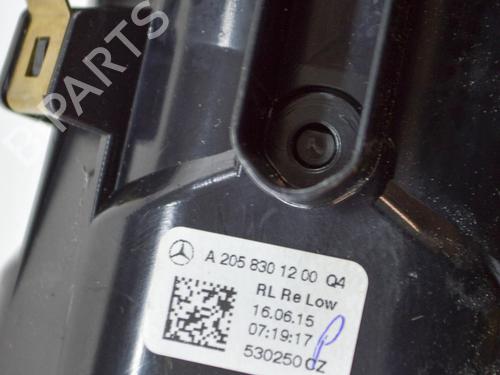 B PARTS
A 205 830 12 00 Q4
RL Re Low
16.06.15
07:19:17
530250 CZ
P